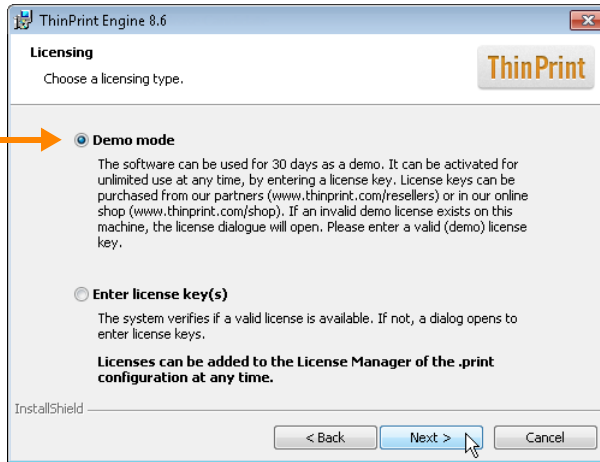 ThinPrint Engine 8.6
Licensing
Choose a licensing type.
ThinPrint
Demo mode
The software can be used for 30 days as a demo. It can be activated for
unlimited use at any time, by entering a license key. License keys can be
purchased from our partners (www.thinprint.com/resellers) or in our online
shop (www.thinprint.com/shop). If an invalid demo license exists on this
machine, the license dialogue will open. Please enter a valid (demo) license
key.
Enter license key(s)
The system verifies if a valid license is available. If not, a dialog opens to
enter license keys.
Licenses can be added to the License Manager of the .print
configuration at any time.
InstallShield
< Back Next > Cancel